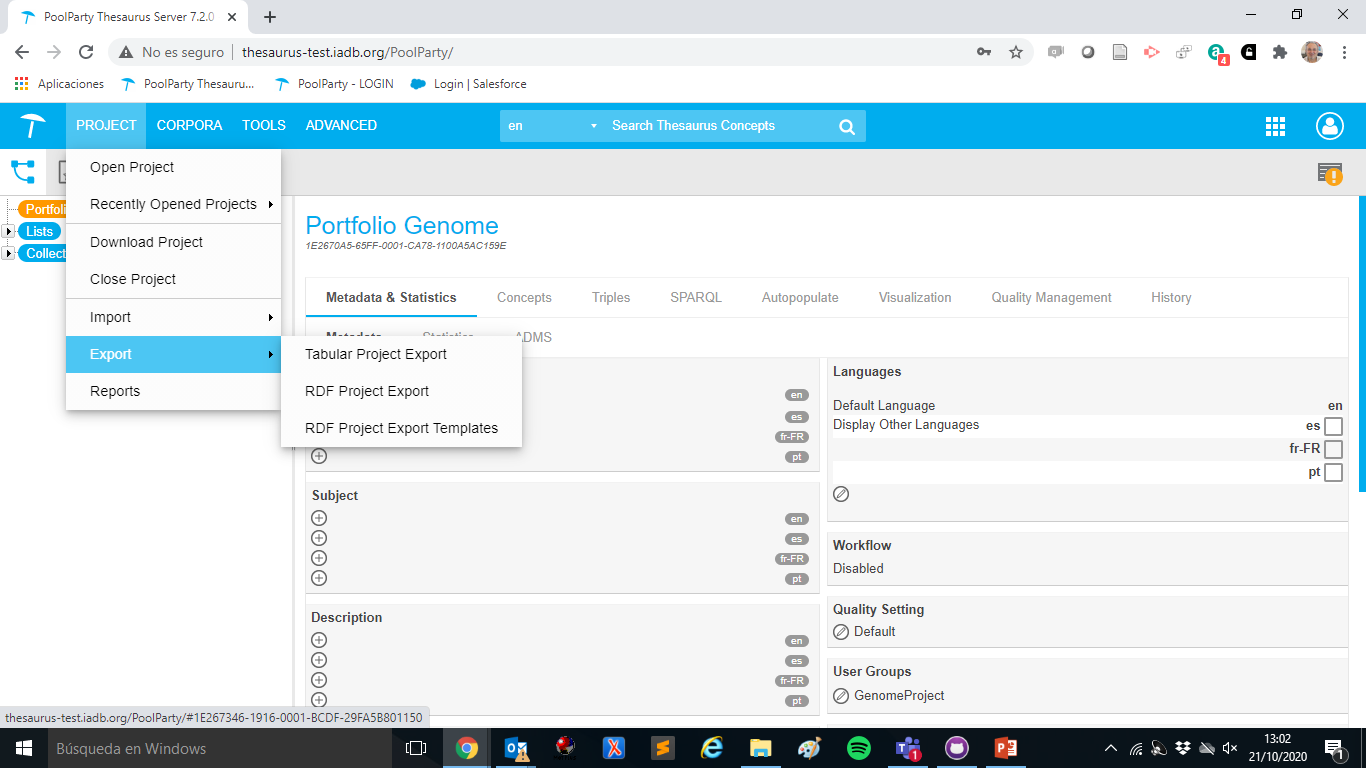 PoolParty Thesaurus Server 7.2.0
No es seguro
thesaurus-test.iadb.org/PoolParty/
4
Aplicaciones
PoolParty Thesauru...
PoolParty - LOGIN
Login | Salesforce
PROJECT
CORPORA
TOOLS
ADVANCED
en
Search Thesaurus Concepts
Open Project
Recently Opened Projects
Download Project
Close Project
Import
Export
Reports
Tabular Project Export
RDF Project Export
RDF Project Export Templates
Lists
Portfolio Genome
1E2670A5-65FF-0001-CA78-1100A5AC159E
Metadata & Statistics
Concepts
Triples
SPARQL
Autopopulate
Visualization
Quality Management
History
Metadata
Statistics
ADMS
en
es
fr-FR
pt
Subject
en
es
fr-FR
pt
Description
en
es
fr-FR
pt
Languages
Default Language en
Display Other Languages es
fr-FR
pt
Workflow
Disabled
Quality Setting
Default
User Groups
GenomeProject
thesaurus-test.iadb.org/PoolParty/#1E267346-1916-0001-BCDF-29FA5B801150
Búsqueda en Windows
1
13:02
21/10/2020
1